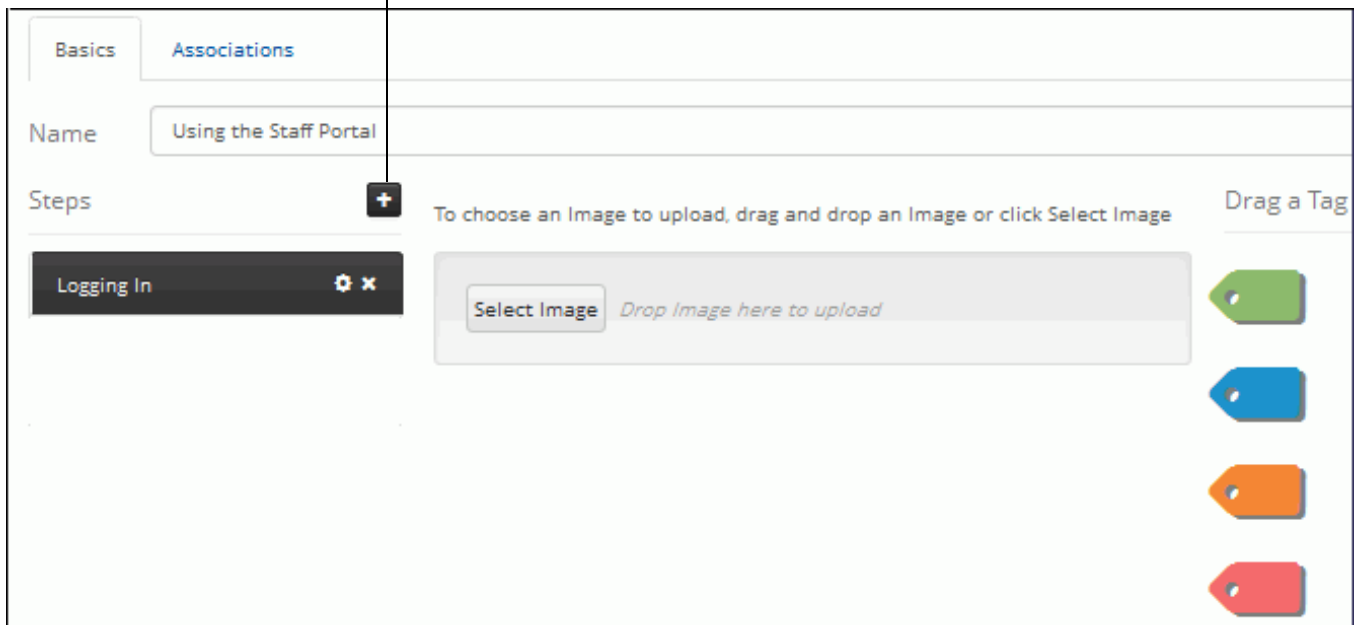 Basics Associations
Name Using the Staff Portal
Steps
To choose an Image to upload, drag and drop an Image or click Select Image
Drag a Tag
Logging In
Select Image Drop image here to upload